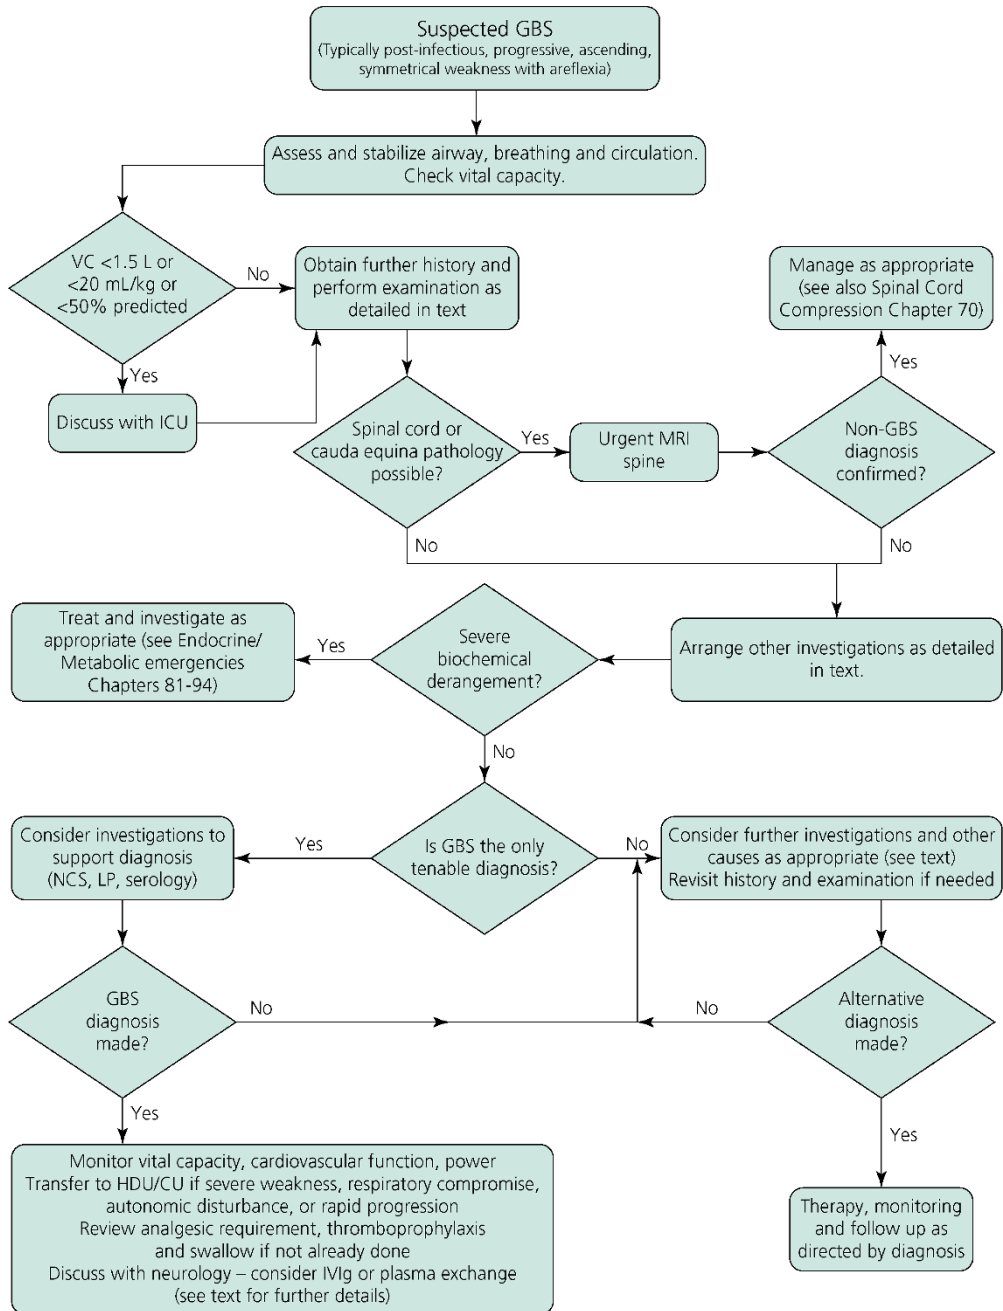 Suspected GBS
(Typically post-infectious, progressive, ascending,
symmetrical weakness with areflexia)
Assess and stabilize airway, breathing and circulation.
Check vital capacity.
VC <1.5 L or
<20 mL/kg or
<50% predicted
No
Obtain further history and
perform examination as
detailed in text
Manage as appropriate
(see also Spinal Cord
Compression Chapter 70)
Yes
Yes
Discuss with ICU
Spinal cord or
cauda equina pathology
possible?
Yes
Urgent MRI
spine
Non-GBS
diagnosis
confirmed?
No
No
Treat and investigate as
appropriate (see Endocrine/
Metabolic emergencies
Chapters 81-94)
Yes
Severe
biochemical
derangement?
Arrange other investigations as detailed
in text.
No
Consider investigations to
support diagnosis
(NCS, LP, serology)
Yes
Is GBS the only
tenable diagnosis?
No
Consider further investigations and other
causes as appropriate (see text)
Revisit history and examination if needed
GBS
diagnosis
made?
No
No
Alternative
diagnosis
made?
Yes
Yes
Monitor vital capacity, cardiovascular function, power
Transfer to HDU/CU if severe weakness, respiratory compromise,
autonomic disturbance, or rapid progression
Review analgesic requirement, thromboprophylaxis
and swallow if not already done
Discuss with neurology – consider IVIg or plasma exchange
(see text for further details)
Therapy, monitoring
and follow up as
directed by diagnosis